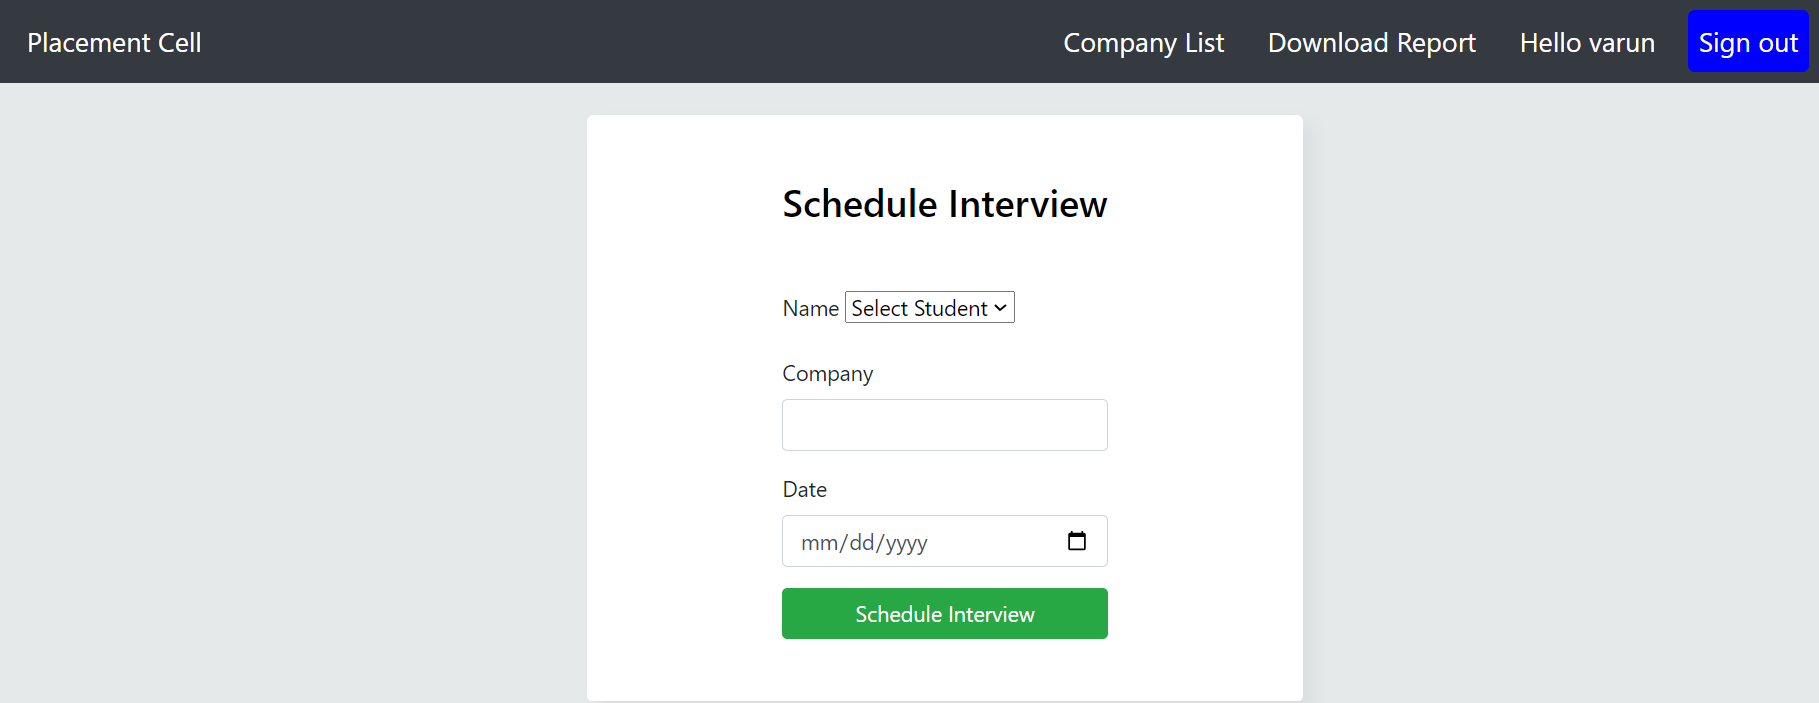 Placement Cell Company List Download Report Hello varun Sign out
Schedule Interview
Name Select Student
Company
Date
mm/dd/yyyy
Schedule Interview